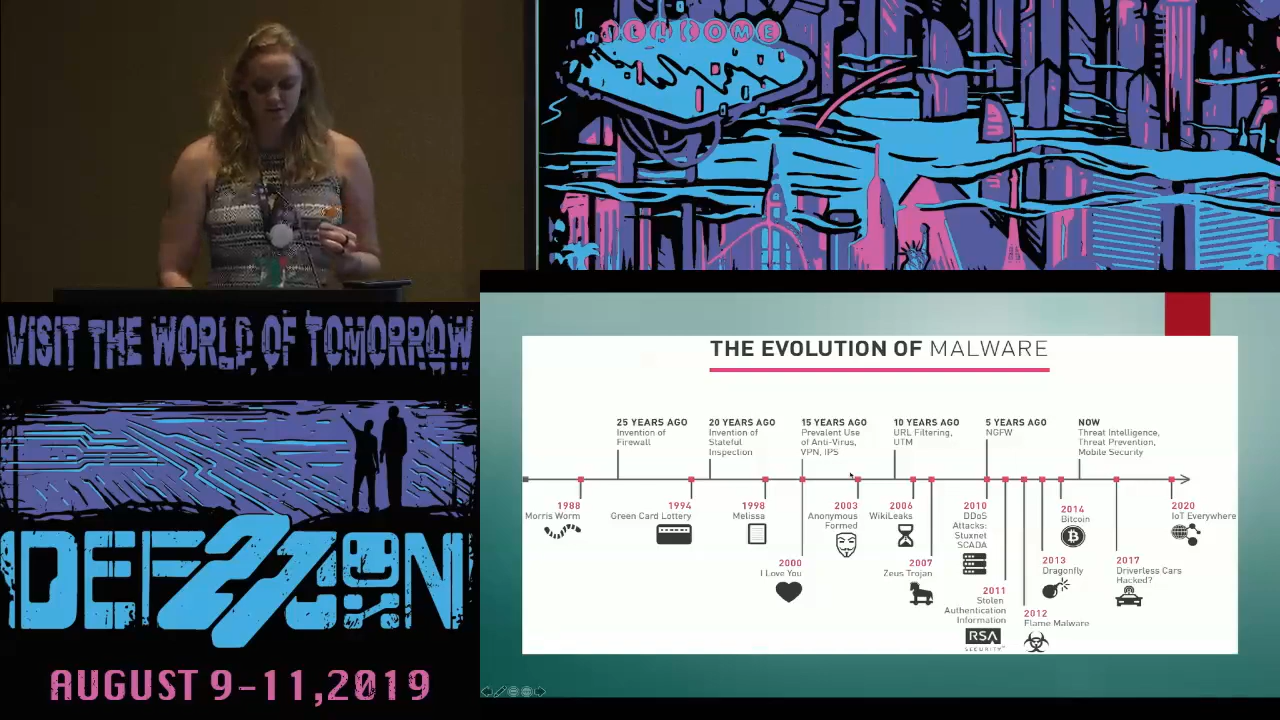 WELCOME
VISIT THE WORLD OF TOMORROW
DEFCON
27
AUGUST 9-11,2019
THE EVOLUTION OF MALWARE
25 YEARS AGO
Invention of
Firewall
20 YEARS AGO
Invention of
Stateful
Inspection
15 YEARS AGO
Prevalent Use
of Anti-Virus,
VPN, IPS
10 YEARS AGO
URL Filtering,
UTM
5 YEARS AGO
NGFW
NOW
Threat Intelligence,
Threat Prevention,
Mobile Security
1988
Morris Worm
1994
Green Card Lottery
1998
Melissa
2000
I Love You
2003
Anonymous
Formed
2006
WikiLeaks
2007
Zeus Trojan
2010
DDoS
Attacks:
Stuxnet
SCADA
2011
Stolen
Authentication
Information
RSA
SECURITY
2012
Flame Malware
2013
Dragonfly
2014
Bitcoin
2017
Driverless Cars
Hacked?
2020
IoT Everywhere